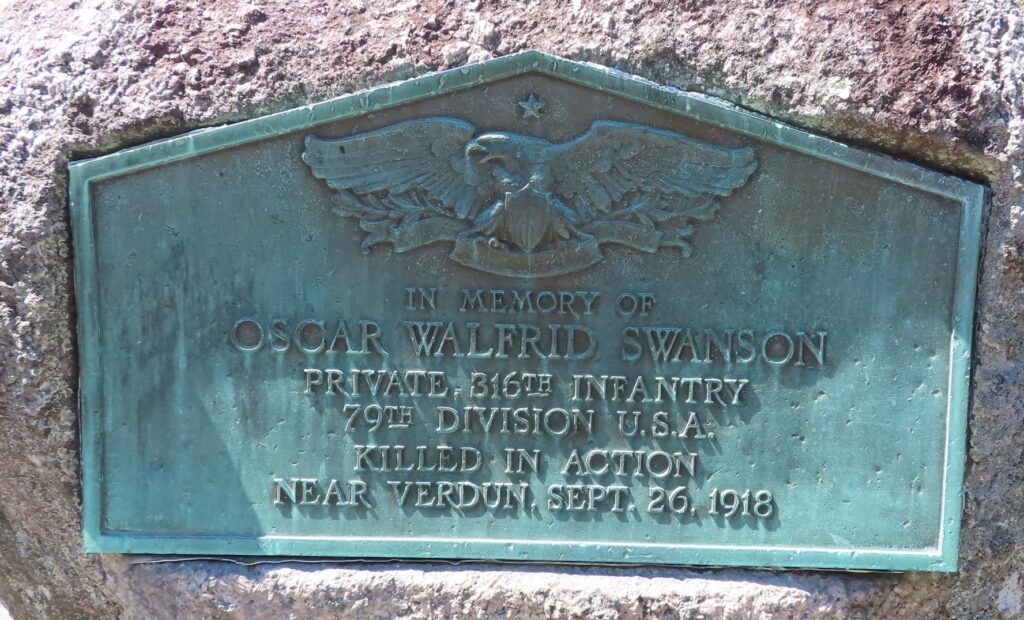 IN MEMORY OF
OSCAR WALFRID SWANSON
PRIVATE, 316TH INFANTRY
79TH DIVISION U.S.A.
KILLED IN ACTION
NEAR VERDUN, SEPT. 26, 1918